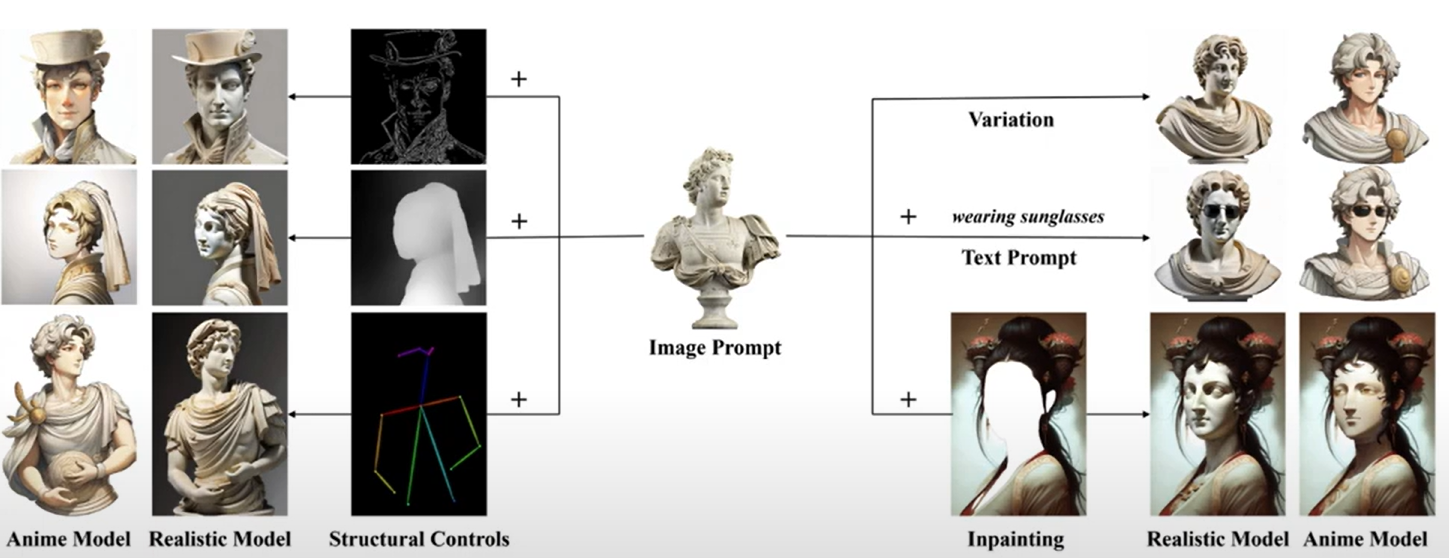 +
Variation
+
+ wearing sunglasses
Text Prompt
Image Prompt
+
+
Anime Model Realistic Model Structural Controls
Inpainting Realistic Model Anime Model